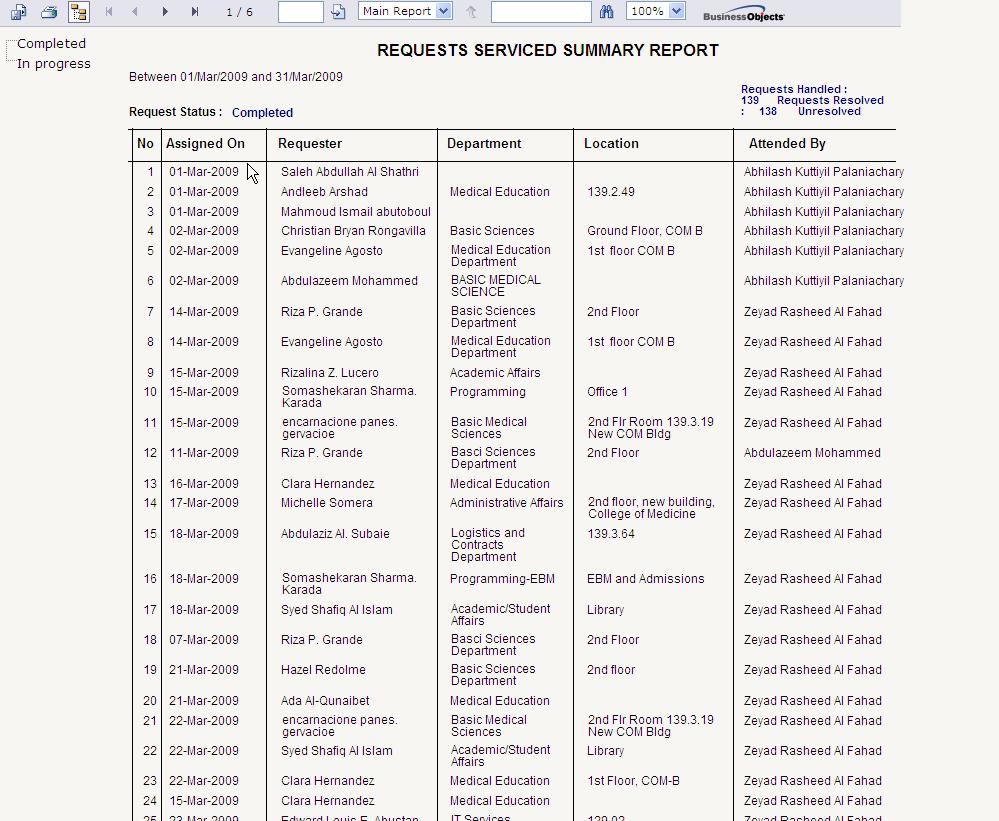 1 / 6 Main Report 100% BusinessObjects
Completed
In progress
REQUESTS SERVICED SUMMARY REPORT
Between 01/Mar/2009 and 31/Mar/2009
Requests Handled :
139 Requests Resolved
: 138 Unresolved
Request Status : Completed
No Assigned On Requester Department Location Attended By
1 01-Mar-2009 Saleh Abdullah Al Shathri Abhilash Kuttiyil Palaniachary
2 01-Mar-2009 Andleeb Arshad Medical Education 139.2.49 Abhilash Kuttiyil Palaniachary
3 01-Mar-2009 Mahmoud Ismail abutoboul Abhilash Kuttiyil Palaniachary
4 02-Mar-2009 Christian Bryan Rongavilla Basic Sciences Ground Floor, COM B Abhilash Kuttiyil Palaniachary
5 02-Mar-2009 Evangeline Agosto Medical Education 1st floor COM B Abhilash Kuttiyil Palaniachary
Department
6 02-Mar-2009 Abdulazeem Mohammed BASIC MEDICAL Abhilash Kuttiyil Palaniachary
SCIENCE
7 14-Mar-2009 Riza P. Grande Basic Sciences 2nd Floor Zeyad Rasheed Al Fahad
Department
8 14-Mar-2009 Evangeline Agosto Medical Education 1st floor COM B Zeyad Rasheed Al Fahad
Department
9 15-Mar-2009 Rizalina Z. Lucero Academic Affairs Zeyad Rasheed Al Fahad
10 15-Mar-2009 Somashekaran Sharma. Programming Office 1 Zeyad Rasheed Al Fahad
Karada
11 15-Mar-2009 encarnacione panes. Basic Medical 2nd Flr Room 139.3.19 Zeyad Rasheed Al Fahad
gervacioe Sciences New COM Bldg
12 11-Mar-2009 Riza P. Grande Basci Sciences 2nd Floor Abdulazeem Mohammed
Department
13 16-Mar-2009 Clara Hernandez Medical Education Zeyad Rasheed Al Fahad
14 17-Mar-2009 Michelle Somera Administrative Affairs 2nd floor, new building, Zeyad Rasheed Al Fahad
College of Medicine
15 18-Mar-2009 Abdulaziz Al. Subaie Logistics and 139.3.64 Zeyad Rasheed Al Fahad
Contracts
Department
16 18-Mar-2009 Somashekaran Sharma. Programming-EBM EBM and Admissions Zeyad Rasheed Al Fahad
Karada
17 18-Mar-2009 Syed Shafiq Al Islam Academic/Student Library Zeyad Rasheed Al Fahad
Affairs
18 07-Mar-2009 Riza P. Grande Basci Sciences 2nd Floor Zeyad Rasheed Al Fahad
Department
19 21-Mar-2009 Hazel Redolme Basic Sciences 2nd floor Zeyad Rasheed Al Fahad
Department
20 21-Mar-2009 Ada Al-Qunaibet Medical Education Zeyad Rasheed Al Fahad
21 22-Mar-2009 encarnacione panes. Basic Medical 2nd Flr Room 139.3.19 Zeyad Rasheed Al Fahad
gervacioe Sciences New COM Bldg
22 22-Mar-2009 Syed Shafiq Al Islam Academic/Student Library Zeyad Rasheed Al Fahad
Affairs
23 22-Mar-2009 Clara Hernandez Medical Education 1st Floor, COM-B Zeyad Rasheed Al Fahad
24 15-Mar-2009 Clara Hernandez Medical Education Zeyad Rasheed Al Fahad
25 23-Mar-2009 Edward Louis E. Abustan IT Services 129.02 Zeyad Rasheed Al Fahad